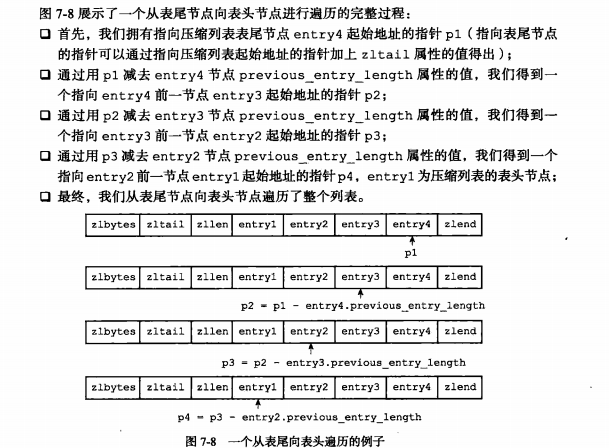 图 7-8 展示了一个从表尾节点向表头节点进行遍历的完整过程：
❏ 首先，我们拥有指向压缩列表表尾节点 entry4 起始地址的指针 p1（指向表尾节点
的指针可以通过指向压缩列表起始地址的指针加上 zltail 属性的值得出）；
❏ 通过用 p1 减去 entry4 节点 previous_entry_length 属性的值，我们得到一
个指向 entry4 前一节点 entry3 起始地址的指针 p2；
❏ 通过用 p2 减去 entry3 节点 previous_entry_length 属性的值，我们得到一
个指向 entry3 前一节点 entry2 起始地址的指针 p3；
❏ 通过用 p3 减去 entry2 节点 previous_entry_length 属性的值，我们得到一个
指向 entry2 前一节点 entry1 起始地址的指针 p4，entry1 为压缩列表的表头节点；
❏ 最终，我们从表尾节点向表头节点遍历了整个列表。
zlbytes zltail zllen entry1 entry2 entry3 entry4 zlend
p1
zlbytes zltail zllen entry1 entry2 entry3 entry4 zlend
p2 = p1 - entry4.previous_entry_length
zlbytes zltail zllen entry1 entry2 entry3 entry4 zlend
p3 = p2 - entry3.previous_entry_length
zlbytes zltail zllen entry1 entry2 entry3 entry4 zlend
p4 = p3 - entry2.previous_entry_length
图 7-8 一个从表尾向表头遍历的例子